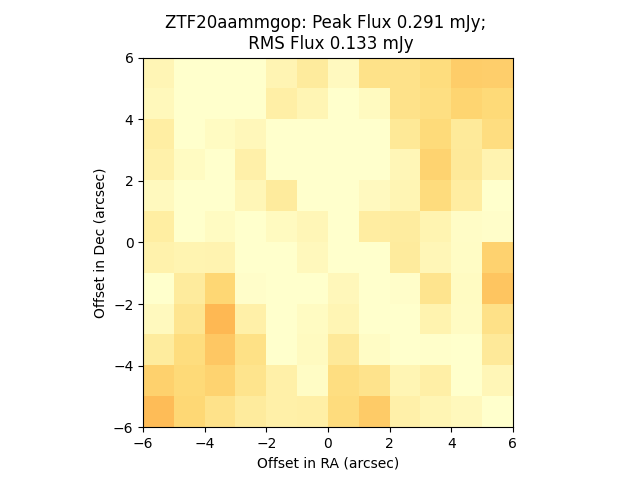 ZTF20aammgop: Peak Flux 0.291 mJy;
RMS Flux 0.133 mJy
6
4
2
0
−2
−4
−6
Offset in Dec (arcsec)
−6 −4 −2 0 2 4 6
Offset in RA (arcsec)